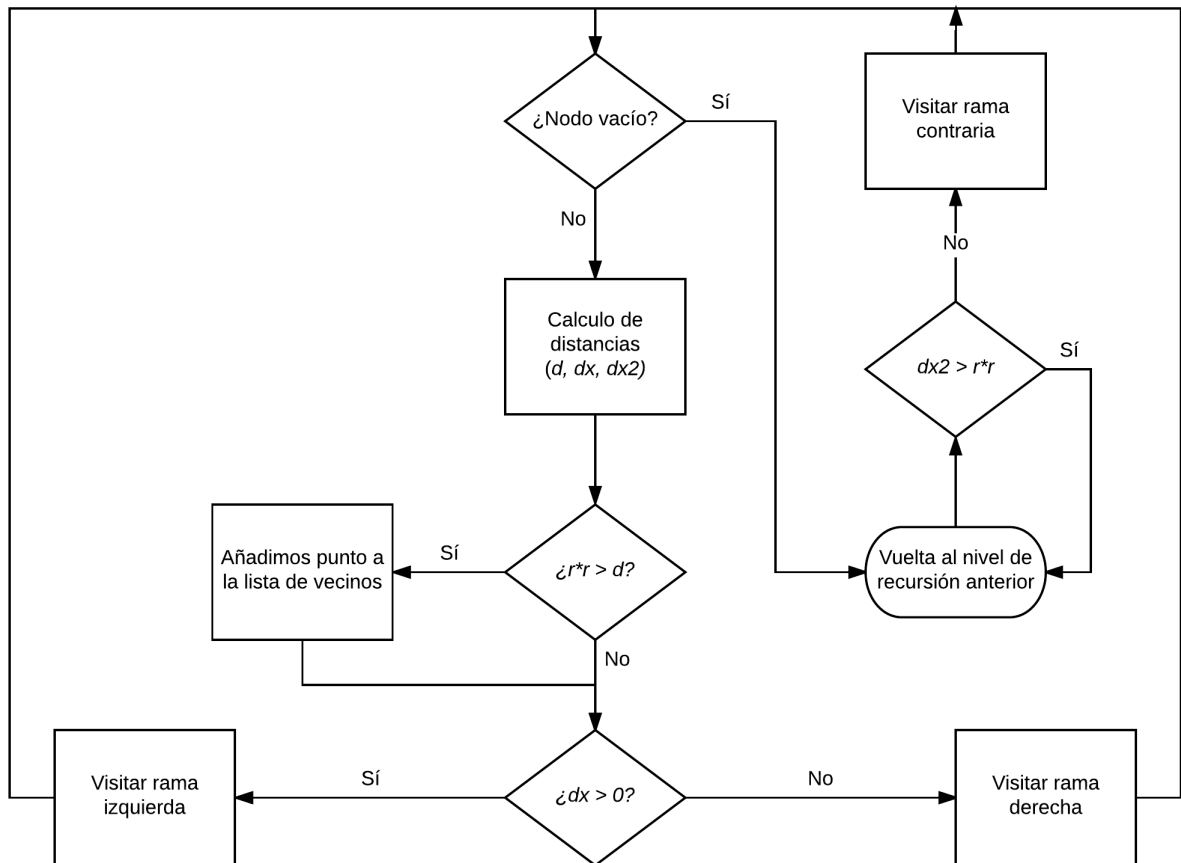 ¿Nodo vacío?
Sí
No
Visitar rama
contraria
No
Calculo de
distancias
(d, dx, dx2)
dx2 > r*r
Sí
Añadimos punto a
la lista de vecinos
Sí
¿r*r > d?
No
Vuelta al nivel de
recursión anterior
Visitar rama
izquierda
Sí
¿dx > 0?
No
Visitar rama
derecha